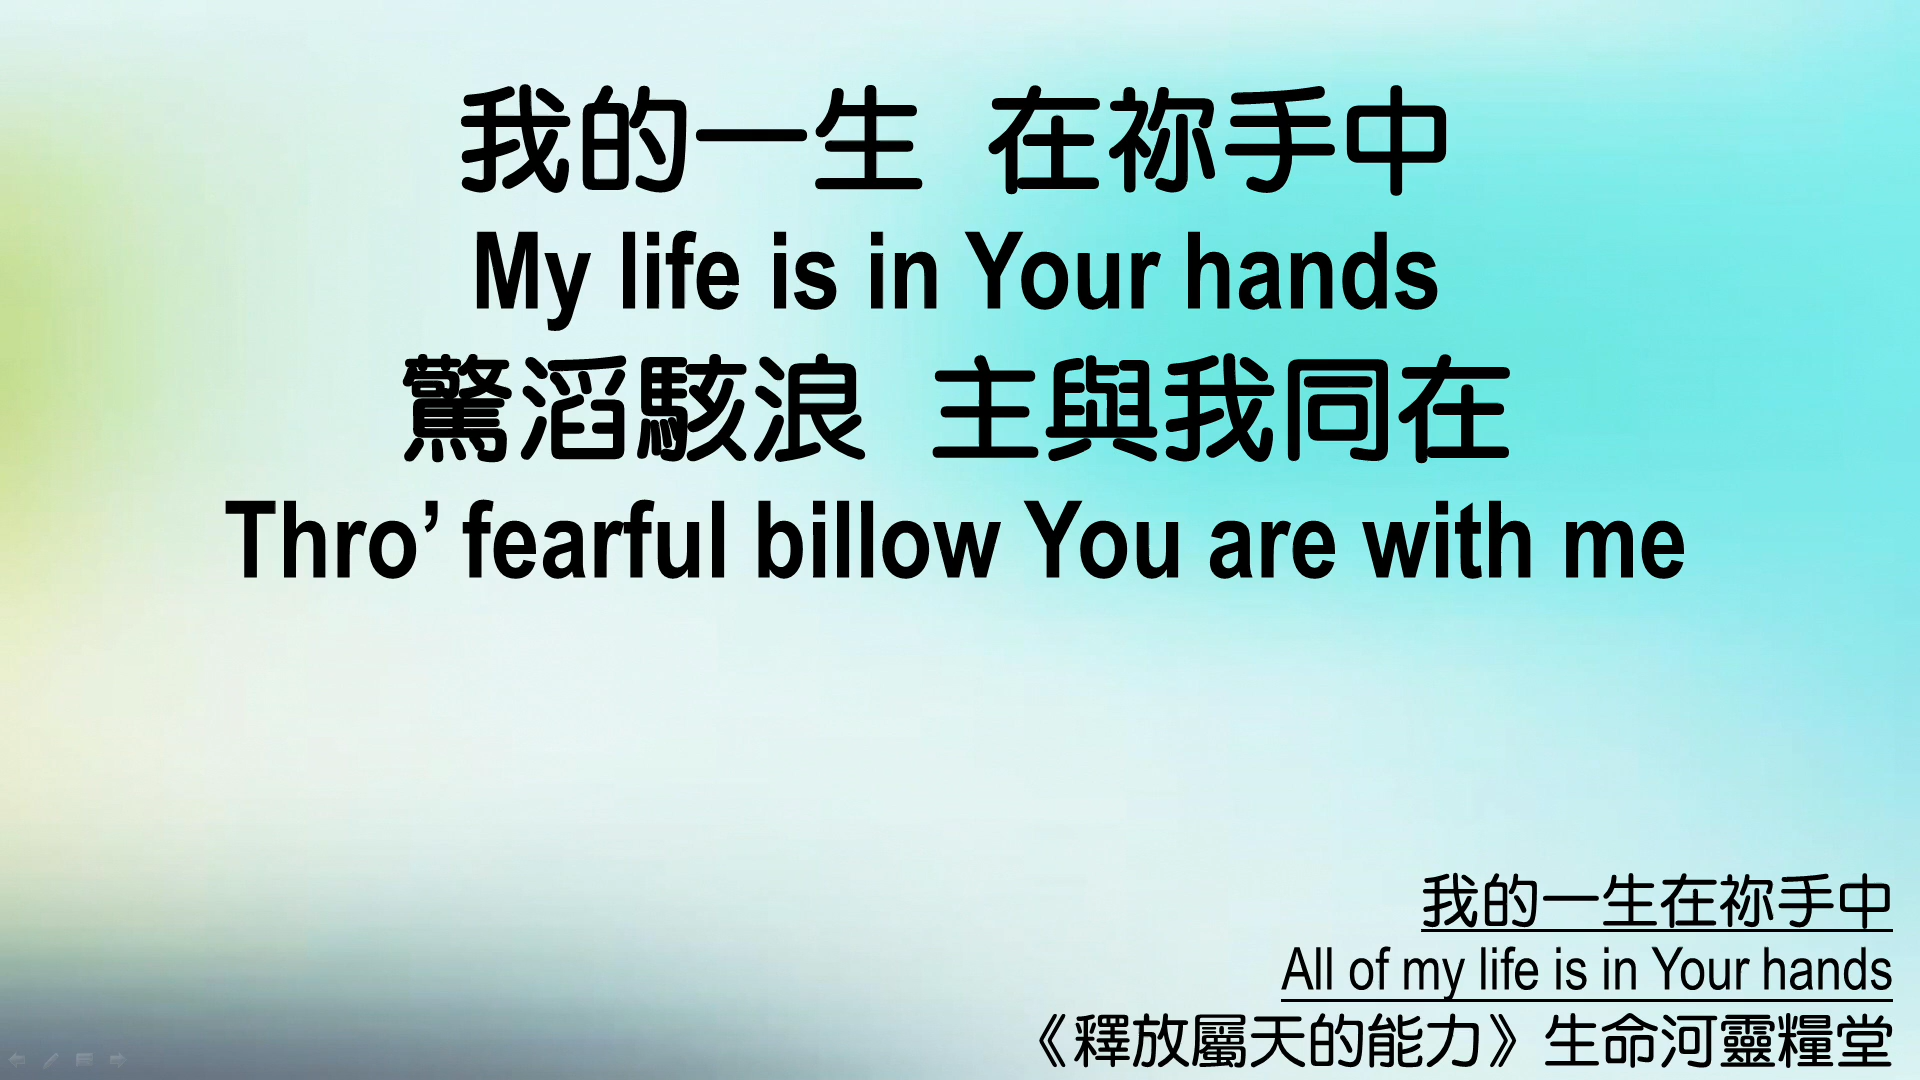 我的一生 在祢手中
My life is in Your hands
驚滔駭浪 主與我同在
Thro’ fearful billow You are with me
我的一生在祢手中
All of my life is in Your hands
《釋放屬天的能力》生命河靈糧堂